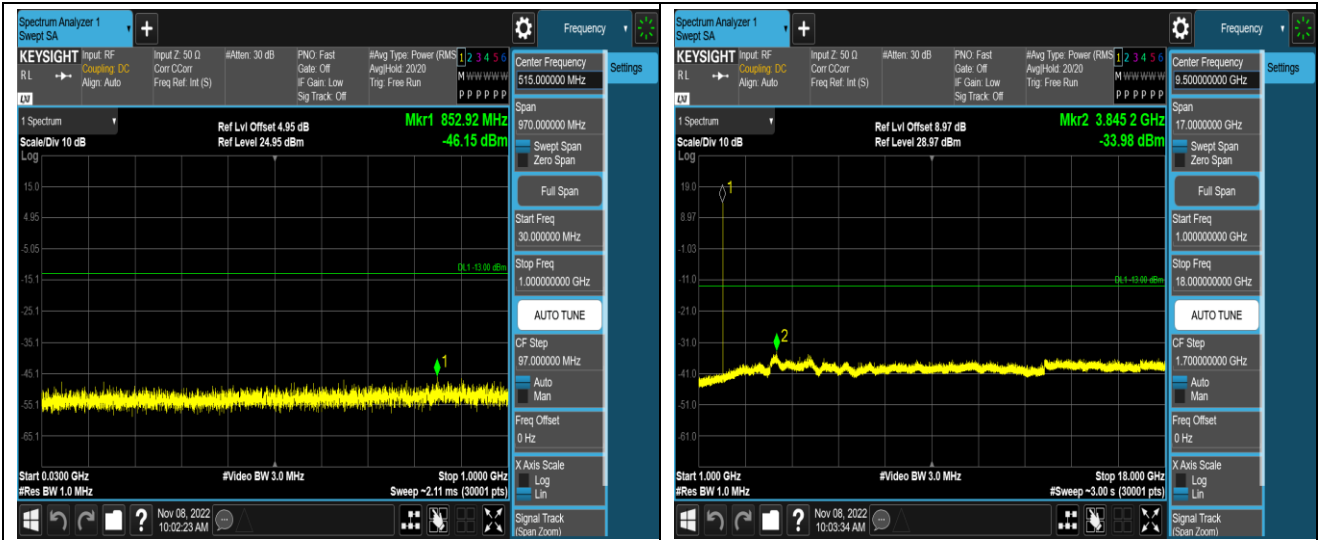 Spectrum Analyzer 1
Swept SA
+
Frequency
KEYSIGHT
RL
LXI
Input: RF
Coupling: DC
Align: Auto
Input Z: 50 Ω
Corr CCorr
Freq Ref: Int (S)
#Atten: 30 dB
PNO: Fast
Gate: Off
IF Gain: Low
Sig Track: Off
#Avg Type: Power (RMS
Avg|Hold: 20/20
Trig: Free Run
1 2 3 4 5 6
M W W W W W
P P P P P P
Center Frequency
515.000000 MHz
Settings
Span
970.000000 MHz
Swept Span
Zero Span
Full Span
Start Freq
30.000000 MHz
Stop Freq
1.000000000 GHz
AUTO TUNE
CF Step
97.000000 MHz
Auto
Man
Freq Offset
0 Hz
X Axis Scale
Log
Lin
Signal Track
(Span Zoom)
1 Spectrum
Scale/Div 10 dB
Log
Ref Lvl Offset 4.95 dB
Ref Level 24.95 dBm
Mkr1 852.92 MHz
-46.15 dBm
15.0
4.95
-5.05
DL1 -13.00 dBm
-15.1
-25.1
-35.1
1
-45.1
-55.1
-65.1
Start 0.0300 GHz
#Video BW 3.0 MHz
Stop 1.0000 GHz
#Res BW 1.0 MHz
Sweep ~2.11 ms (30001 pts)
?
Nov 08, 2022
10:02:23 AM
Spectrum Analyzer 1
Swept SA
+
Frequency
KEYSIGHT
RL
LXI
Input: RF
Coupling: DC
Align: Auto
Input Z: 50 Ω
Corr CCorr
Freq Ref: Int (S)
#Atten: 30 dB
PNO: Fast
Gate: Off
IF Gain: Low
Sig Track: Off
#Avg Type: Power (RMS
Avg|Hold: 20/20
Trig: Free Run
1 2 3 4 5 6
M W W W W W
P P P P P P
Center Frequency
9.500000000 GHz
Settings
Span
17.0000000 GHz
Swept Span
Zero Span
Full Span
Start Freq
1.000000000 GHz
Stop Freq
18.000000000 GHz
AUTO TUNE
CF Step
1.700000000 GHz
Auto
Man
Freq Offset
0 Hz
X Axis Scale
Log
Lin
Signal Track
(Span Zoom)
1 Spectrum
Scale/Div 10 dB
Log
Ref Lvl Offset 8.97 dB
Ref Level 28.97 dBm
Mkr2 3.845 2 GHz
-33.98 dBm
19.0
1
8.97
-1.03
-11.0
DL1 -13.00 dBm
-21.0
-31.0
2
-41.0
-51.0
-61.0
Start 1.000 GHz
#Video BW 3.0 MHz
Stop 18.000 GHz
#Res BW 1.0 MHz
#Sweep ~3.00 s (30001 pts)
?
Nov 08, 2022
10:03:34 AM